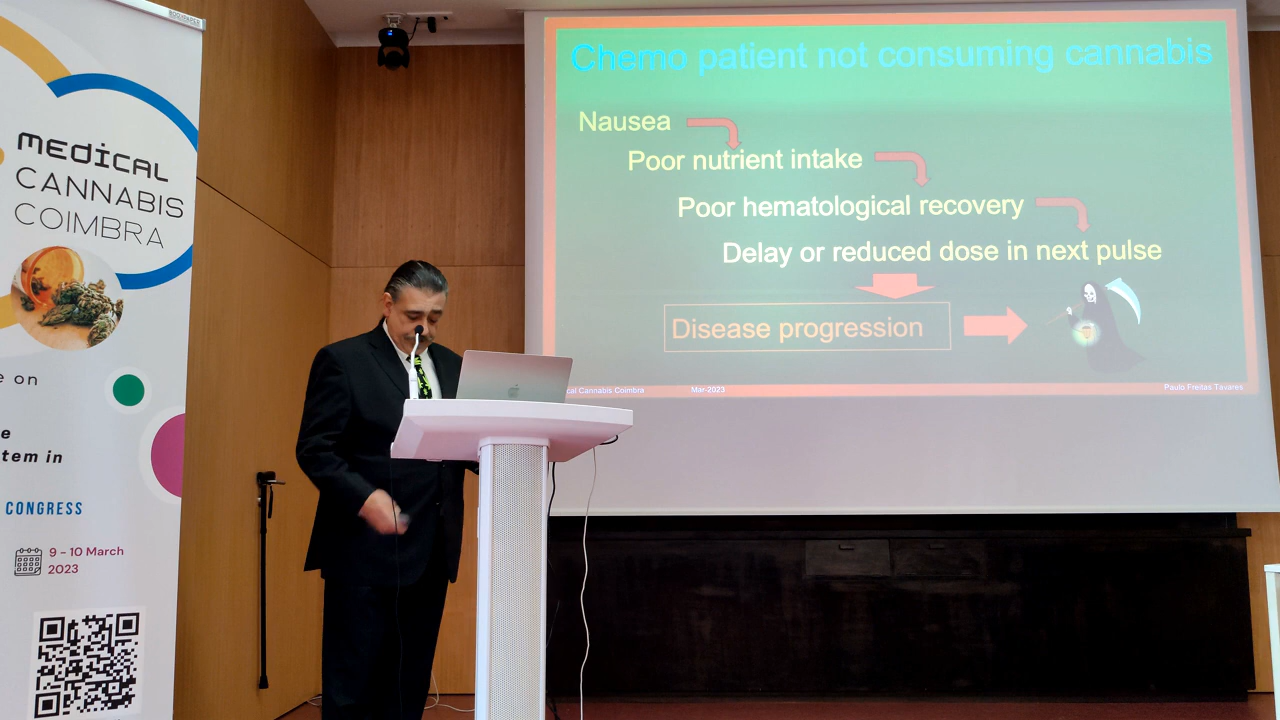 MEDICAL
CANNABIS
COIMBRA
e on
e
tem in
CONGRESS
9 - 10 March
2023
Chemo patient not consuming cannabis
Nausea
Poor nutrient intake
Poor hematological recovery
Delay or reduced dose in next pulse
Disease progression
cal Cannabis Coimbra
Mar-2023
Paulo Freitas Tavares